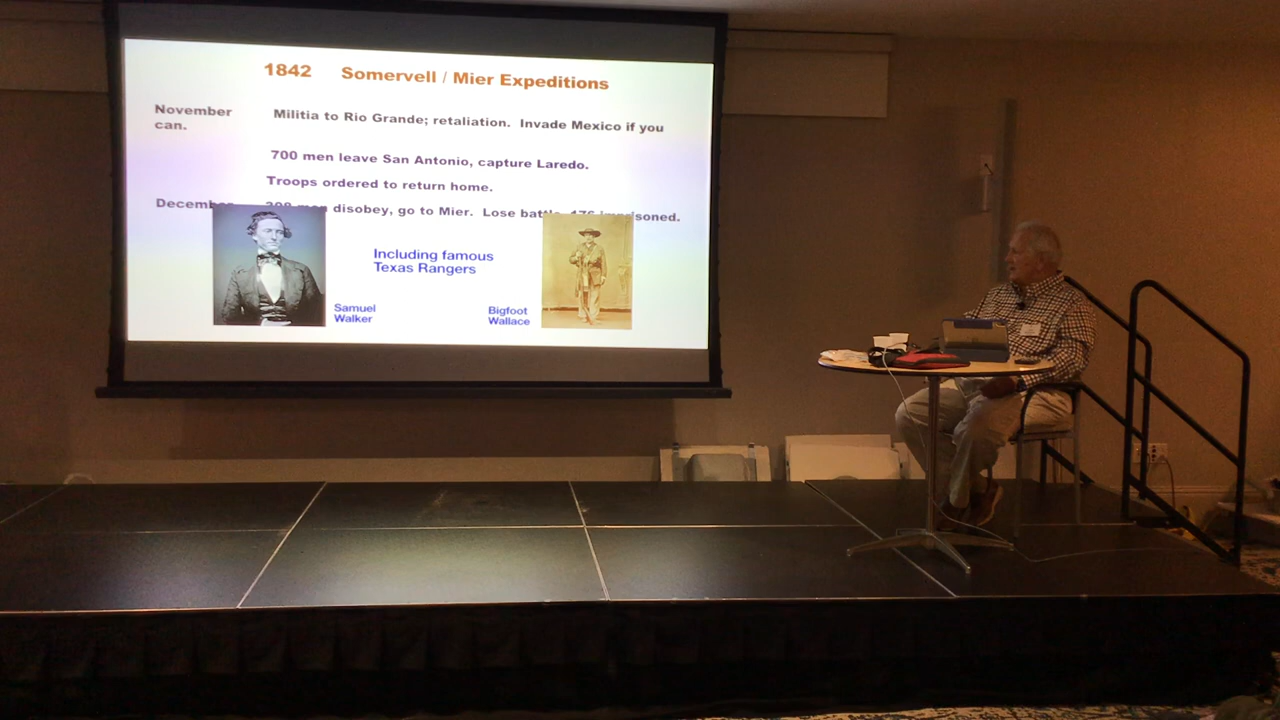 1842 Somervell / Mier Expeditions
November Militia to Rio Grande; retaliation. Invade Mexico if you
can.
700 men leave San Antonio, capture Laredo.
Troops ordered to return home.
disobey, go to Mier. Lose
Including famous
Texas Rangers
Samuel
Walker
Bigfoot
Wallace